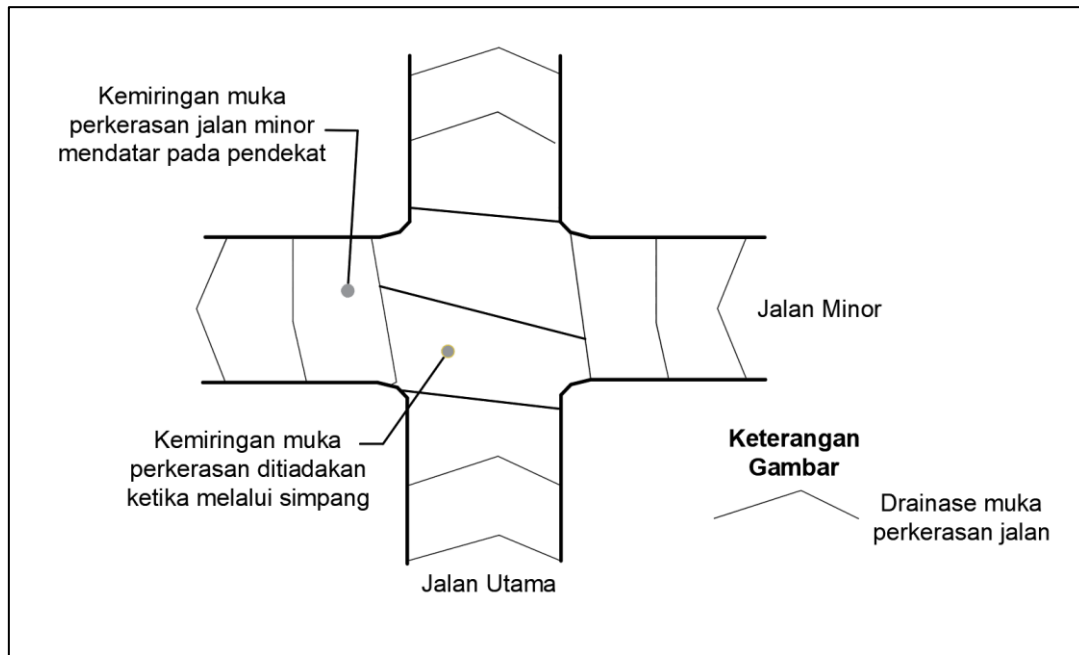 Kemiringan muka
perkerasan jalan minor
mendatar pada pendekat
Jalan Minor
Kemiringan muka
perkerasan ditiadakan
ketika melalui simpang
Keterangan
Gambar
Drainase muka
perkerasan jalan
Jalan Utama